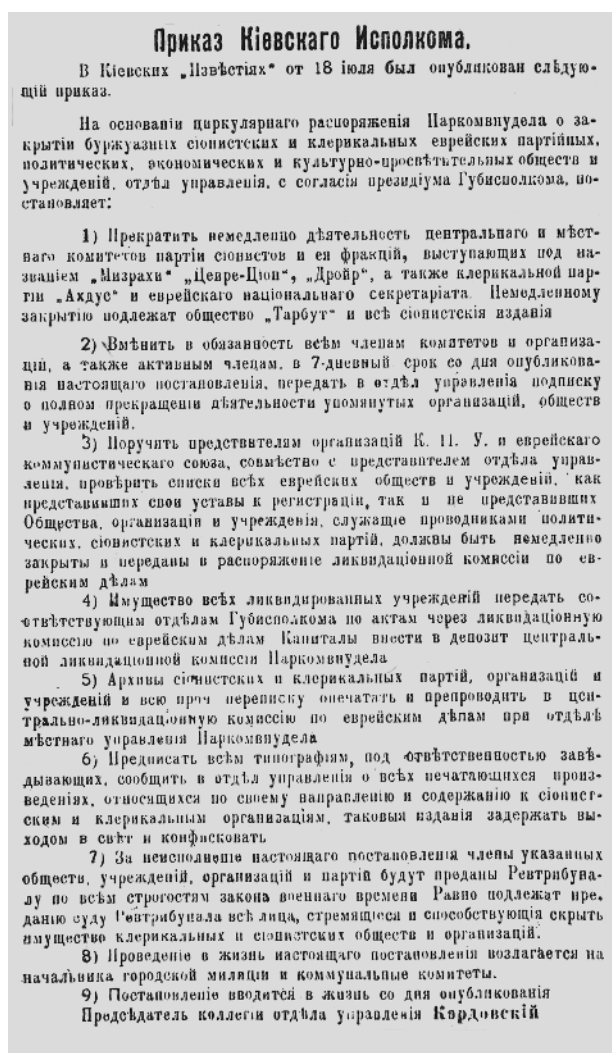 Приказ Кіевскаго Исполкома.
В Кіевских „Извѣстіях" от 18 іюля был опубликован слѣдую-
щій приказ.
На основаніи циркулярнаго распоряженія Наркомвнудела о за-
крытіи буржуазных сіонистских и клерикальных еврейских партійных,
политических, экономических и культурно-просвѣтътельных обществ и
учрежденій, отдѣл управленія, с согласія президіума Губисполкома, по-
становляет:
1) Прекратить немедленно дѣятельность центральнаго и мѣст-
наго комитетов партіи сіонистов и ея фракцій, выступающих под на-
званіем „Мизрахи" „Цеире-Ціон", „Дройр", а также клерикальной пар-
тіи „Ахдус" и еврейскаго національнаго секретаріата. Немедленному
закрытію подлежат общество „Тарбут" и всѣ сіонистскія изданія
2) Вмѣнить в обязанность всѣм членам комитетов и организа-
цій, а также активным членам, в 7-дневный срок со дня опубликова-
нія настоящаго постановленія, передать в отдѣл управленія подписку
о полном прекращеніи дѣятельности упомянутых организацій, обществ
и учрежденій.
3) Поручить предствителям организацій К. П. У. и еврейскаго
коммунистическаго союза, совмѣстно с представителем отдѣла управ-
ленія, провѣрить списки всѣх еврейских обществ и учрежденій, как
представивших свои уставы к регистраціи, так и не представивших
Общества, организаціи и учрежденія, служащіе проводниками полити-
ческих, сіонистских и клерикальных партій, должны быть немедленно
закрыты и переданы в распоряженіе ликвидаціонной комиссіи по ев-
рейским дѣлам
4) Имущество всѣх ликвидированных учрежденій передать со-
отвѣтствующим отдѣлам Губисполкома по актам через ликвидаціонную
комиссію по еврейским дѣлам Капиталы внести в депозит централь-
ной ликвидаціонной комиссіи Наркомвнудела
5) Архивы сіонистских и клерикальных партій, организацій и
учрежденій и всю проч переписку опечатать и препроводить в цен-
трально-ликвидаціонную комиссію по еврейским дѣлам при отдѣлѣ
мѣстнаго управленія Наркомвнудела
6) Предписать всѣм типографіям, под отвѣтственностью завѣ-
дывающих, сообщить в отдѣл управленія о всѣх печатающихся произ-
веденіях, относящихся по своему направленію и содержанію к сіонист-
ским и клерикальным организаціям, таковыя изданія задержать вы-
ходом в свѣт и конфисковать
7) За неисполненіе настоящаго постановленія члены указанных
обществ, учрежденій, организацій и партій будут преданы Ревтрибуна-
лу по всѣм строгостям закона военнаго времени Равно подлежат пре-
данію суду Ревтрибунала всѣ лица, стремящіеся и способствующія скрыть
имущество клерикальных и сіонистских обществ и организацій.
8) Проведеніе в жизнь настоящаго постановленія возлагается на
начальника городской милиціи и коммунальные комитеты.
9) Постановленіе вводится в жизнь со дня опубликованія
Предсѣдатель коллегіи отдѣла управленія Кардовскій